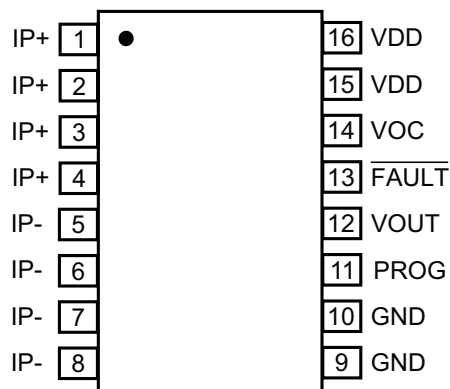 IP+ 1 16 VDD
IP+ 2 15 VDD
IP+ 3 14 VOC
IP+ 4 13 FAULT
IP- 5 12 VOUT
IP- 6 11 PROG
IP- 7 10 GND
IP- 8 9 GND